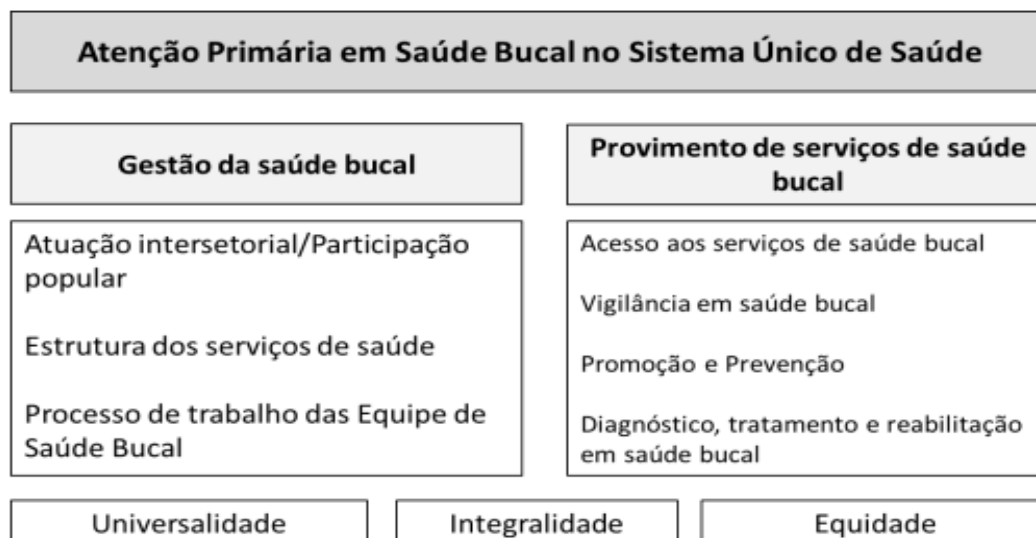 Atenção Primária em Saúde Bucal no Sistema Único de Saúde
Gestão da saúde bucal
Provimento de serviços de saúde
bucal
Atuação intersetorial/Participação
popular
Estrutura dos serviços de saúde
Processo de trabalho das Equipe de
Saúde Bucal
Acesso aos serviços de saúde bucal
Vigilância em saúde bucal
Promoção e Prevenção
Diagnóstico, tratamento e reabilitação
em saúde bucal
Universalidade
Integralidade
Equidade